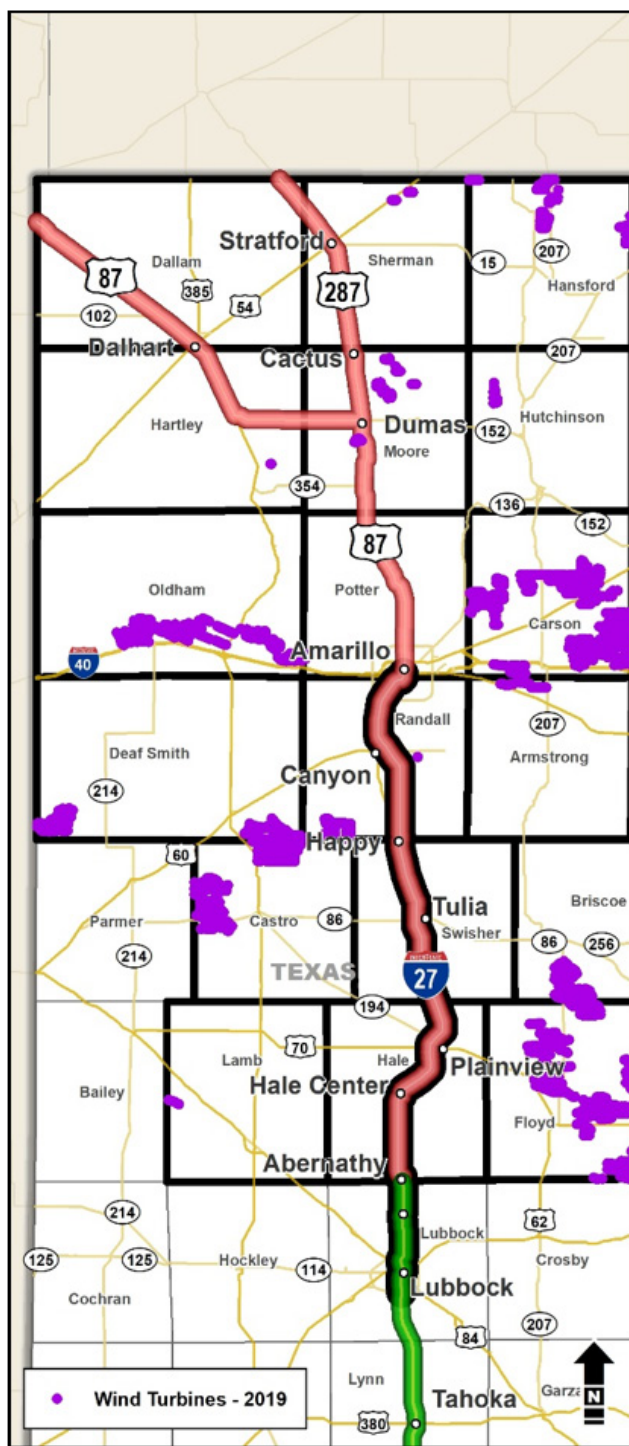 Stratford
Sherman
15
207
Hansford
87
Dallam
385
54
287
102
Dalhart
Cactus
207
Hartley
Dumas
Moore
152
Hutchinson
354
136
152
87
Oldham
Potter
Carson
40
Amarillo
Randall
207
Deaf Smith
Armstrong
214
Canyon
60
Happy
Parmer
Castro
86
Tulia
Swisher
Briscoe
86
256
214
TEXAS
INTERSTATE
27
194
70
Lamb
Hale
Plainview
Bailey
Hale Center
Floyd
Abernathy
214
Lubbock
62
125
125
Hockley
114
Crosby
Cochran
Lubbock
84
207
Lynn
Garza
N
Wind Turbines - 2019
380
Tahoka